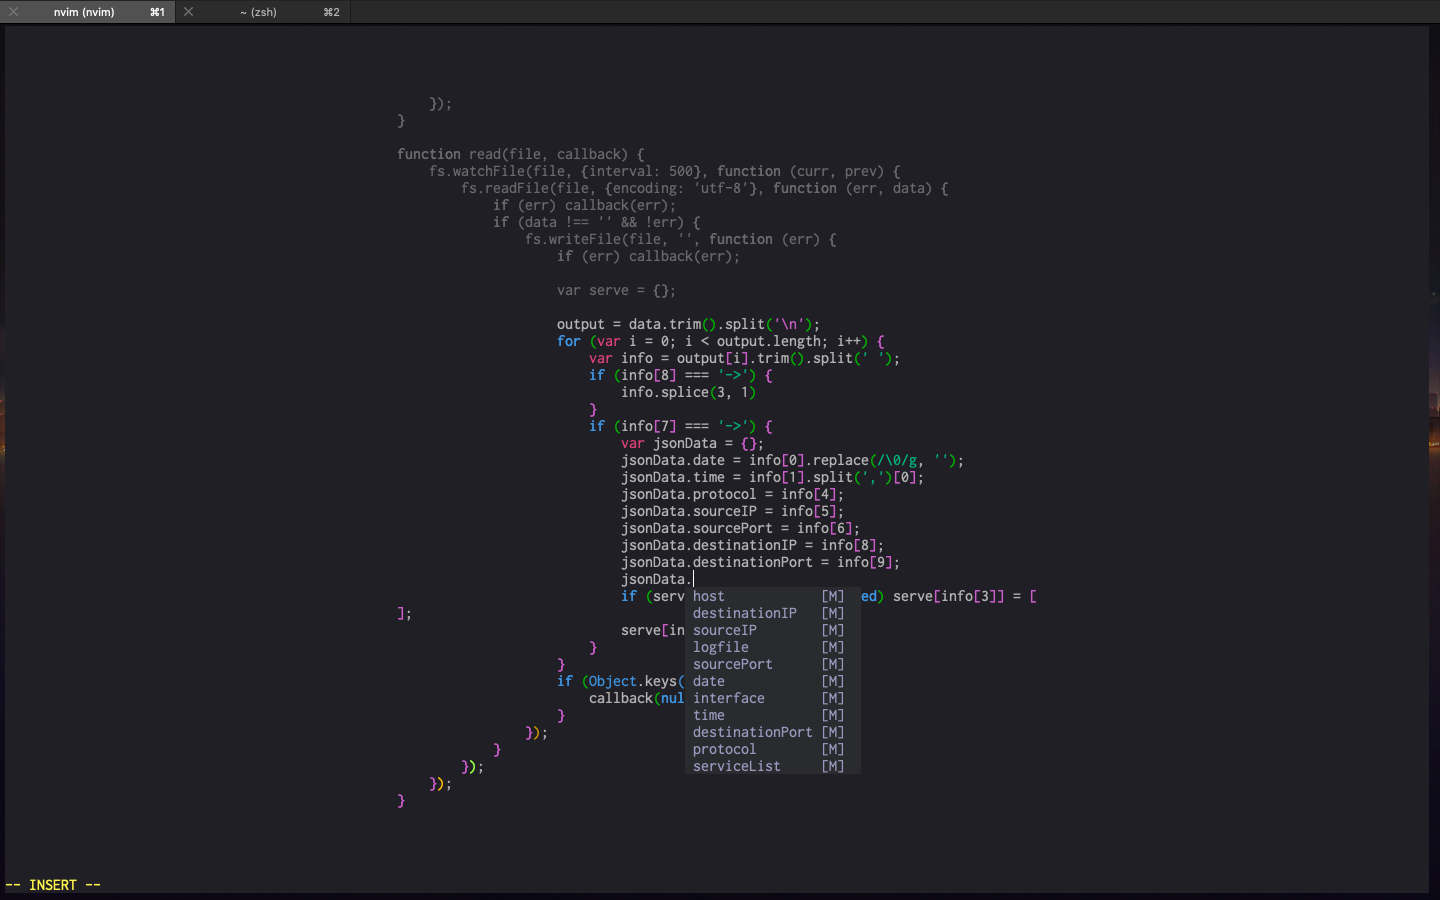 nvim (nvim) ⌘1 ~ (zsh) ⌘2
});
}
function read(file, callback) {
fs.watchFile(file, {interval: 500}, function (curr, prev) {
fs.readFile(file, {encoding: 'utf-8'}, function (err, data) {
if (err) callback(err);
if (data !== '' && !err) {
fs.writeFile(file, '', function (err) {
if (err) callback(err);
var serve = {};
output = data.trim().split('\n');
for (var i = 0; i < output.length; i++) {
var info = output[i].trim().split(' ');
if (info[8] === '->') {
info.splice(3, 1)
}
if (info[7] === '->') {
var jsonData = {};
jsonData.date = info[0].replace(/\0/g, '');
jsonData.time = info[1].split(',')[0];
jsonData.protocol = info[4];
jsonData.sourceIP = info[5];
jsonData.sourcePort = info[6];
jsonData.destinationIP = info[8];
jsonData.destinationPort = info[9];
jsonData.
if (serv host [M] ed) serve[info[3]] = [
]; destinationIP [M]
serve[in sourceIP [M]
} logfile [M]
} sourcePort [M]
if (Object.keys( date [M]
callback(nul interface [M]
} time [M]
}); destinationPort [M]
} protocol [M]
}); serviceList [M]
});
}
-- INSERT --